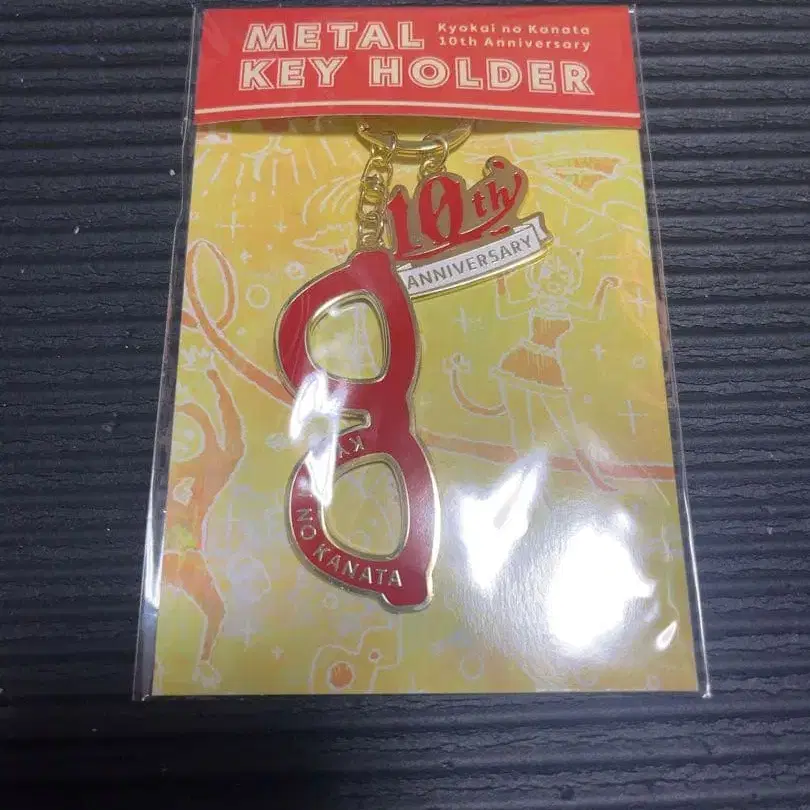 METAL
KEY HOLDER
Kyokai no Kanata
10th Anniversary
10th
ANNIVERSARY
NO KANATA